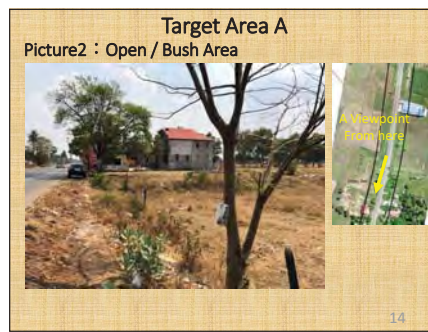 Target Area A
Picture2：Open / Bush Area
A Viewpoint
From here
14